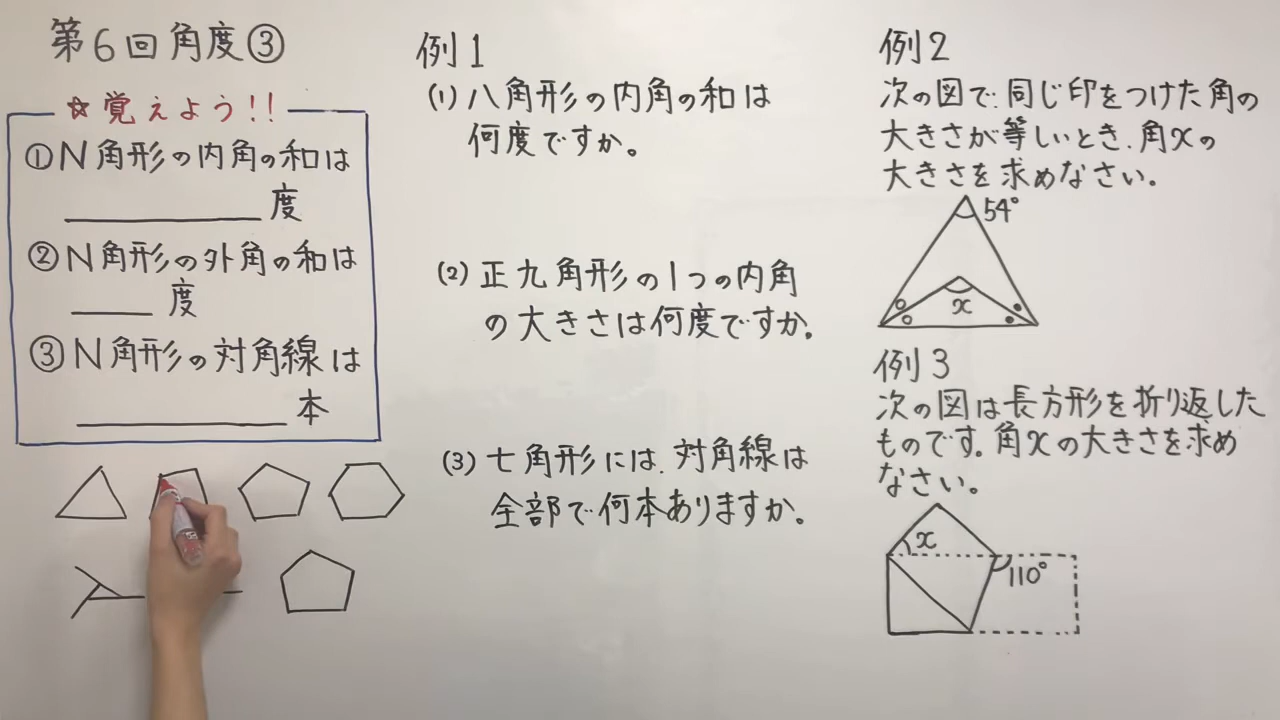 第6回角度③
☆覚えよう!!
①N角形の内角の和は
度
②N角形の外角の和は
度
③N角形の対角線は
本
例1
(1)八角形の内角の和は
何度ですか。
(2)正九角形の1つの内角
の大きさは何度ですか。
(3)七角形には、対角線は
全部で何本ありますか。
例2
次の図で、同じ印をつけた角の
大きさが等しいとき、角xの
大きさを求めなさい。
54°
x
例3
次の図は長方形を折り返した
ものです。角xの大きさを求め
なさい。
x
110°